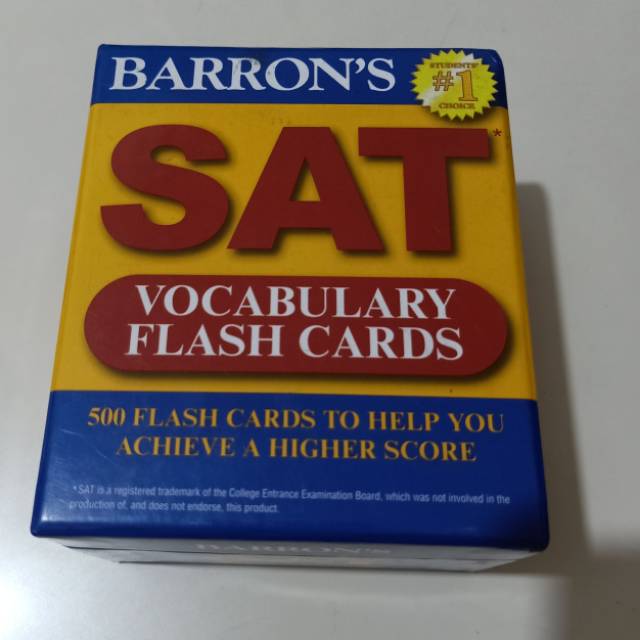 BARRON'S
STUDENTS'
#1
CHOICE
SAT*
VOCABULARY
FLASH CARDS
500 FLASH CARDS TO HELP YOU
ACHIEVE A HIGHER SCORE
*SAT is a registered trademark of the College Entrance Examination Board, which was not involved in the
production of, and does not endorse, this product.
BARRON'S